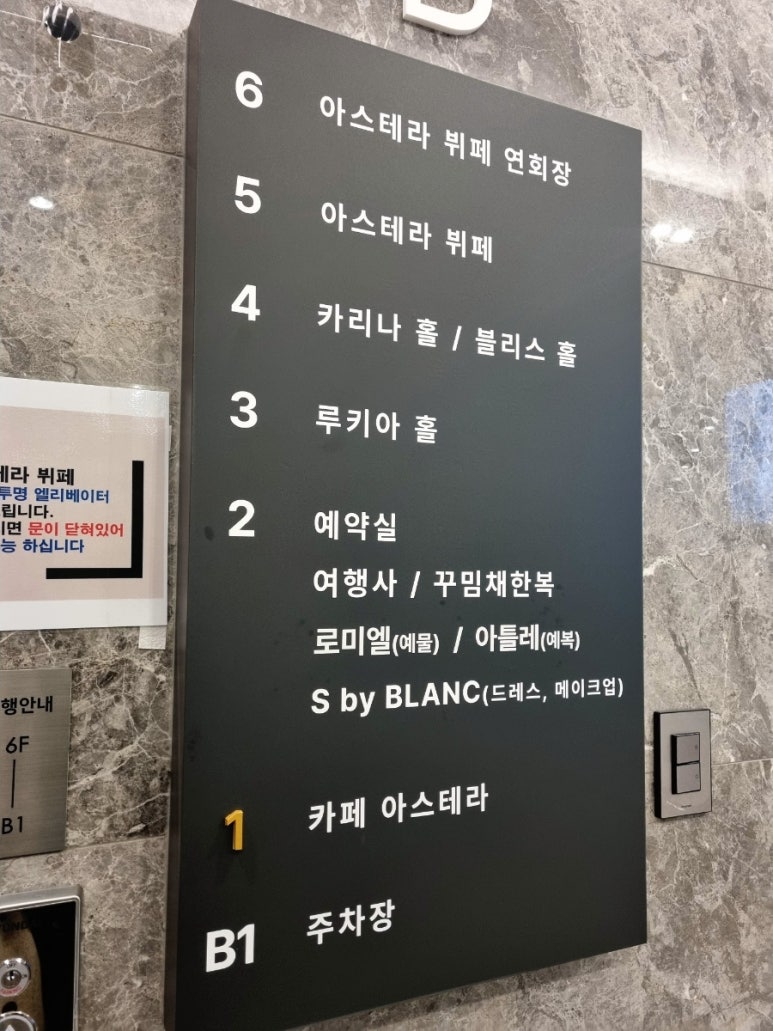 6 아스테라 뷔페 연회장
5 아스테라 뷔페
4 카리나 홀 / 블리스 홀
3 루키아 홀
2 예약실
여행사 / 꾸밈채한복
로미엘(예물) / 아틀레(예복)
S by BLANC(드레스, 메이크업)
1 카페 아스테라
B1 주차장
테라 뷔페
투명 엘리베이터
립니다.
면 문이 닫혀있어
능 하십니다
행안내
6F
B1